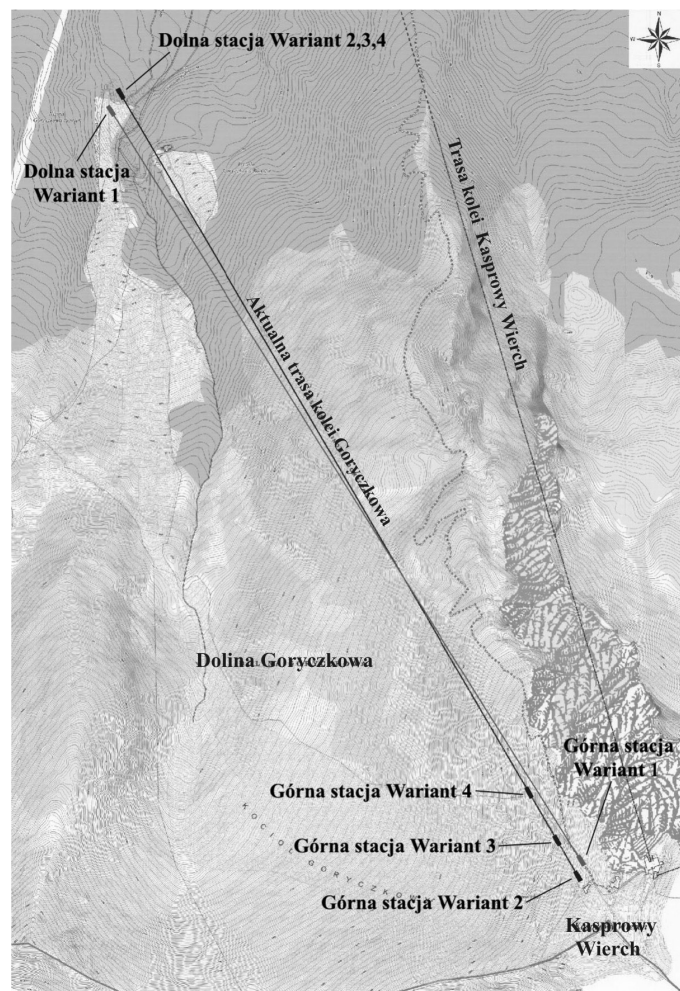 N
W
E
S
Dolna stacja Wariant 2,3,4
Dolna stacja
Wariant 1
Trasa kolei Kasprowy Wierch
Aktualna trasa kolei Goryczkowa
Dolina Goryczkowa
Górna stacja
Wariant 1
Górna stacja Wariant 4
Górna stacja Wariant 3
Górna stacja Wariant 2
KOCIOŁ GORYCZKOWY
Kasprowy
Wierch